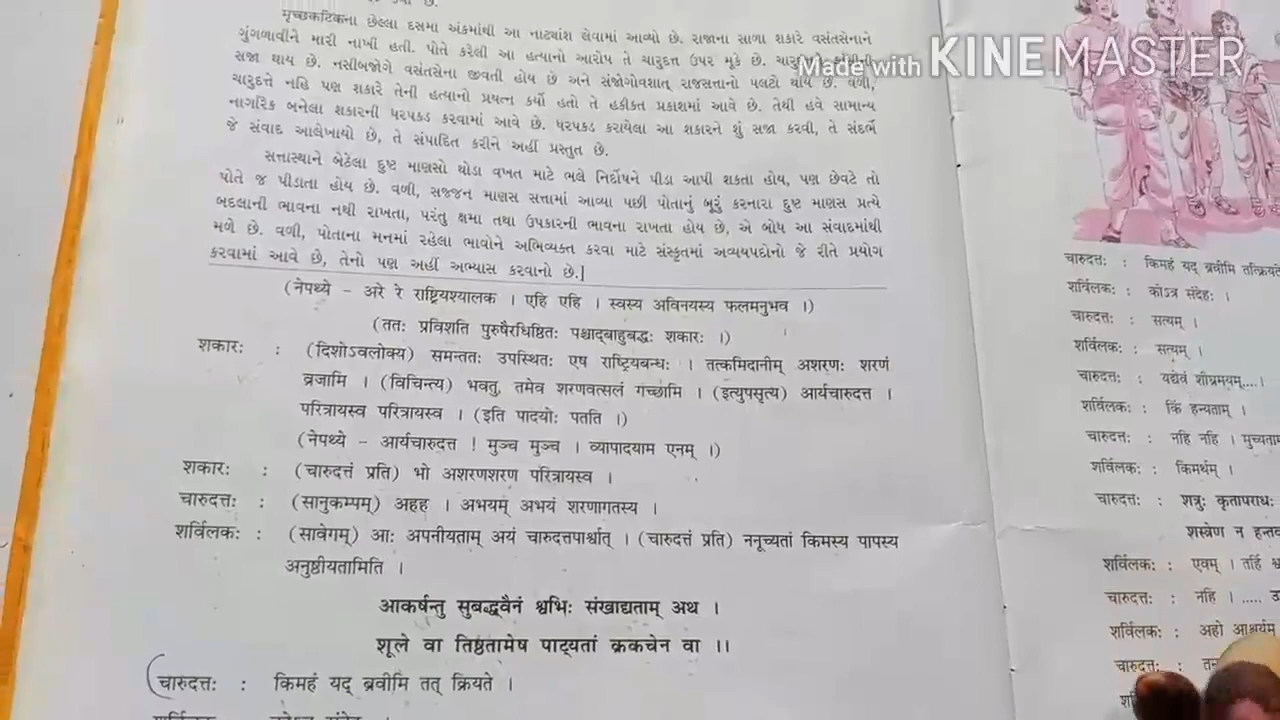 મૃચ્છકટિકના છેલ્લા દસમા અંકમાંથી આ નાટ્યાંશ લેવામાં આવ્યો છે. રાજાના સાળા શકારે વસંતસેનાને
ગુંગળાવીને મારી નાખી હતી. પોતે કરેલી આ હત્યાનો આરોપ તે ચારુદત્ત ઉપર મૂકે છે.
સજા થાય છે. નસીબજોગે વસંતસેના જીવતી હોય છે અને સંજોગોવશાત્ રાજસત્તાનો પલટો થાય છે. વળી,
ચારુદત્તે નહિ પણ શકારે તેની હત્યાનો પ્રયત્ન કર્યો હતો તે હકીકત પ્રકાશમાં આવે છે. તેથી હવે સામાન્ય
નાગરિક બનેલા શકારની ધરપકડ કરવામાં આવે છે. ધરપકડ કરાયેલા આ શકારને શું સજા કરવી, તે સંદર્ભે
જે સંવાદ આલેખાયો છે, તે સંપાદિત કરીને અહીં પ્રસ્તુત છે.
સત્તાસ્થાને બેઠેલા દુષ્ટ માણસો થોડા વખત માટે ભલે નિર્દોષને પીડા આપી શકતા હોય, પણ છેવટે તો
પોતે જ પીડાતા હોય છે. વળી, સજ્જન માણસ સત્તામાં આવ્યા પછી પોતાનું બૂરું કરનારા દુષ્ટ માણસ પ્રત્યે
બદલાની ભાવના નથી રાખતા, પરંતુ ક્ષમા તથા ઉપકારની ભાવના રાખતા હોય છે, એ બોધ આ સંવાદમાંથી
મળે છે. વળી, પોતાના મનમાં રહેલા ભાવોને અભિવ્યક્ત કરવા માટે સંસ્કૃતમાં અવ્યયપદોનો જે રીતે પ્રયોગ
કરવામાં આવે છે, તેનો પણ અહીં અભ્યાસ કરવાનો છે.]
(नेपथ्ये - अरे रे राष्ट्रियश्यालक । एहि एहि । स्वस्य अविनयस्य फलमनुभव ।)
(ततः प्रविशति पुरुषैरधिष्ठितः पश्चाद्बाहुबद्धः शकारः ।)
शकारः : (दिशोऽवलोक्य) समन्ततः उपस्थितः एष राष्ट्रियबन्धः । तत्कमिदानीम् अशरणः शरणं
व्रजामि । (विचिन्त्य) भवतु, तमेव शरणवत्सलं गच्छामि । (इत्युपसृत्य) आर्यचारुदत्त ।
परित्रायस्व परित्रायस्व । (इति पादयोः पतति ।)
(नेपथ्ये - आर्यचारुदत्त ! मुञ्च मुञ्च । व्यापादयाम एनम् ।)
शकारः : (चारुदत्तं प्रति) भो अशरणशरण परित्रायस्व ।
चारुदत्तः : (सानुकम्पम्) अहह । अभयम् अभयं शरणागतस्य ।
शर्विलकः : (सावेगम्) आः अपनीयताम् अयं चारुदत्तपार्श्वात् । (चारुदत्तं प्रति) ननूच्यतां किमस्य पापस्य
अनुष्ठीयतामिति ।
आकर्षन्तु सुबद्ध्वैनं श्वभिः संखाद्यताम् अथ ।
शूले वा तिष्ठतामेष पाट्यतां क्रकचेन वा ।।
चारुदत्तः : किमहं यद् ब्रवीमि तत् क्रियते ।
Made with KINEMASTER
चारुदत्तः : किमहं यद् ब्रवीमि तत्क्रियते
शर्विलकः : कोऽत्र संदेहः ।
चारुदत्तः : सत्यम् ।
शर्विलकः : सत्यम् ।
चारुदत्तः : यद्येवं शीघ्रमयम्....।
शर्विलकः : किं हन्यताम् ।
चारुदत्तः : नहि नहि ।
शर्विलकः : किमर्थम् ।
चारुदत्तः : शत्रुः कृतापराधः
शस्त्रेण न
शर्विलकः : एवम् । तर्हि
चारुदत्तः : नहि । .....
शर्विलकः : अहो आश्चर्यम्
चारुदत्तः :